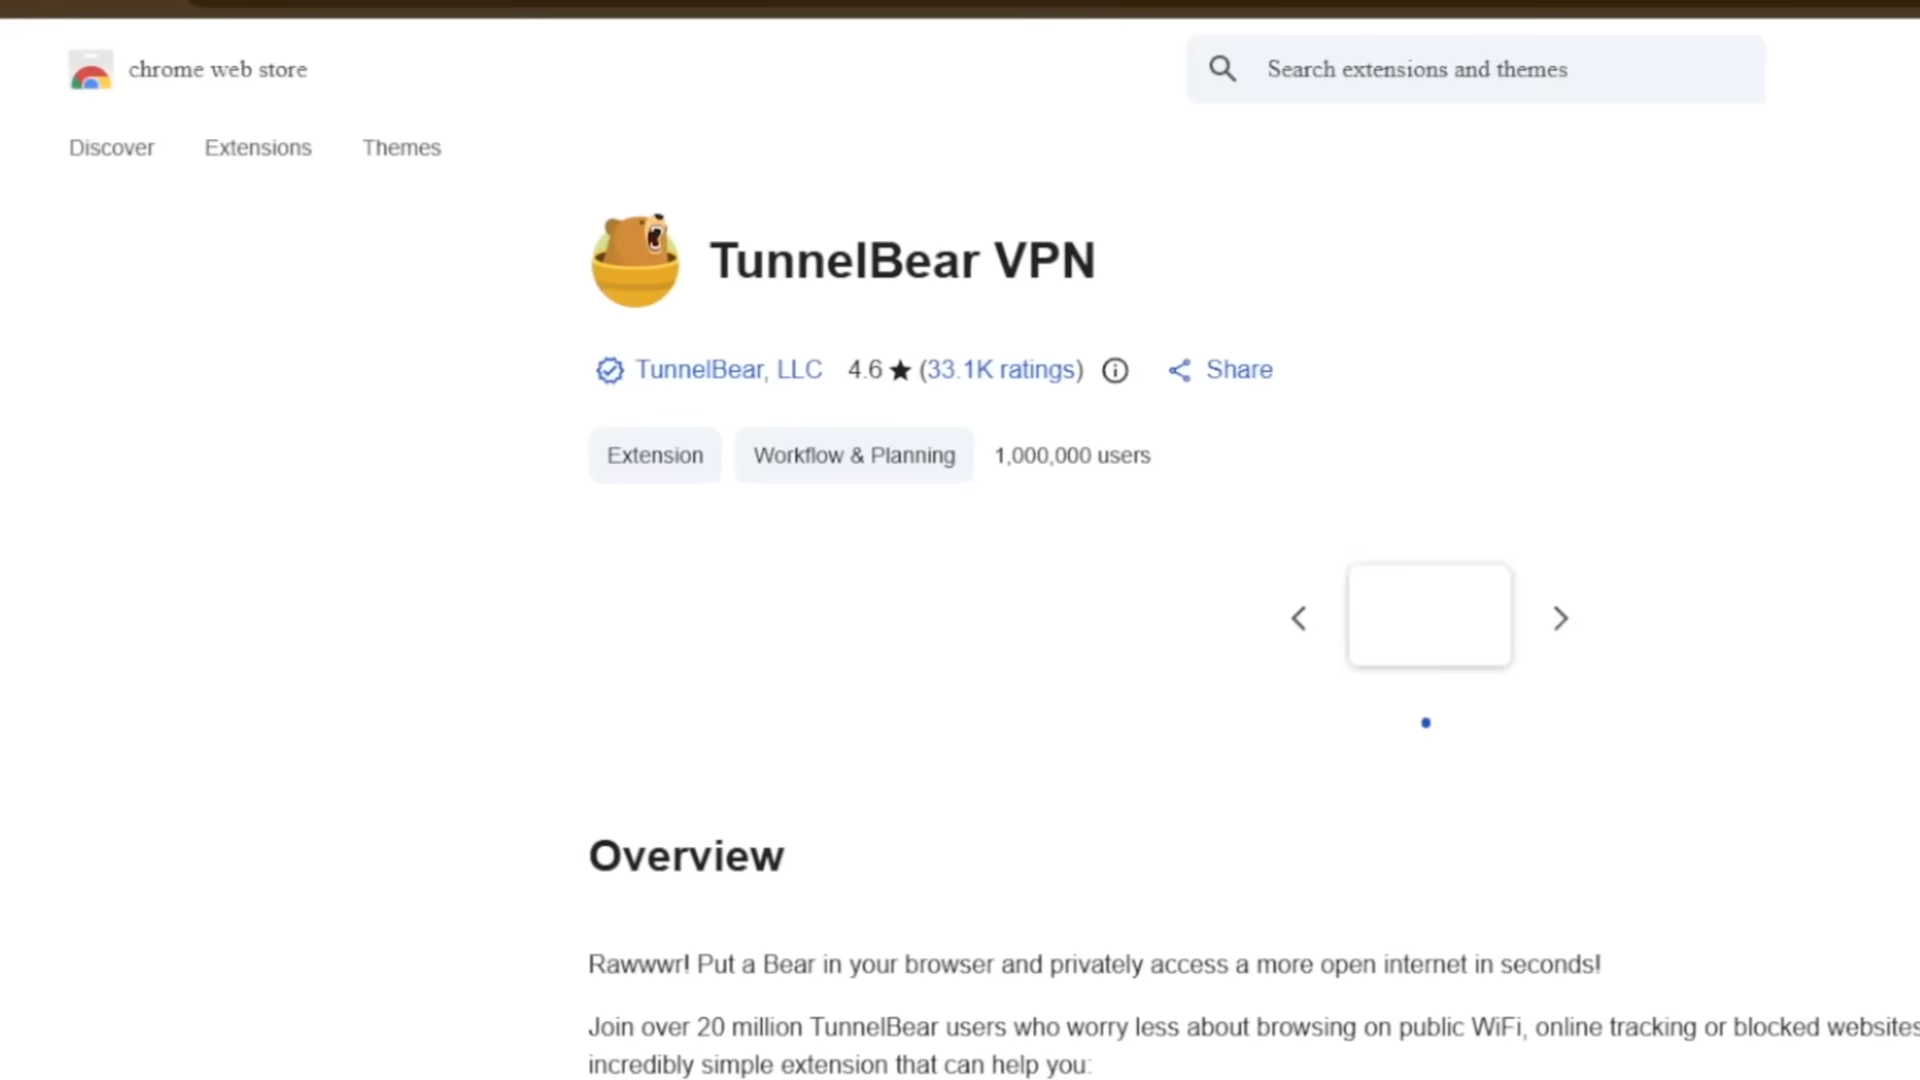 chrome web store
Search extensions and themes
Discover Extensions Themes
TunnelBear VPN
TunnelBear, LLC 4.6★ (33.1K ratings) Share
Extension Workflow & Planning 1,000,000 users
Overview
Rawwwr! Put a Bear in your browser and privately access a more open internet in seconds!
Join over 20 million TunnelBear users who worry less about browsing on public WiFi, online tracking or blocked websites
incredibly simple extension that can help you: